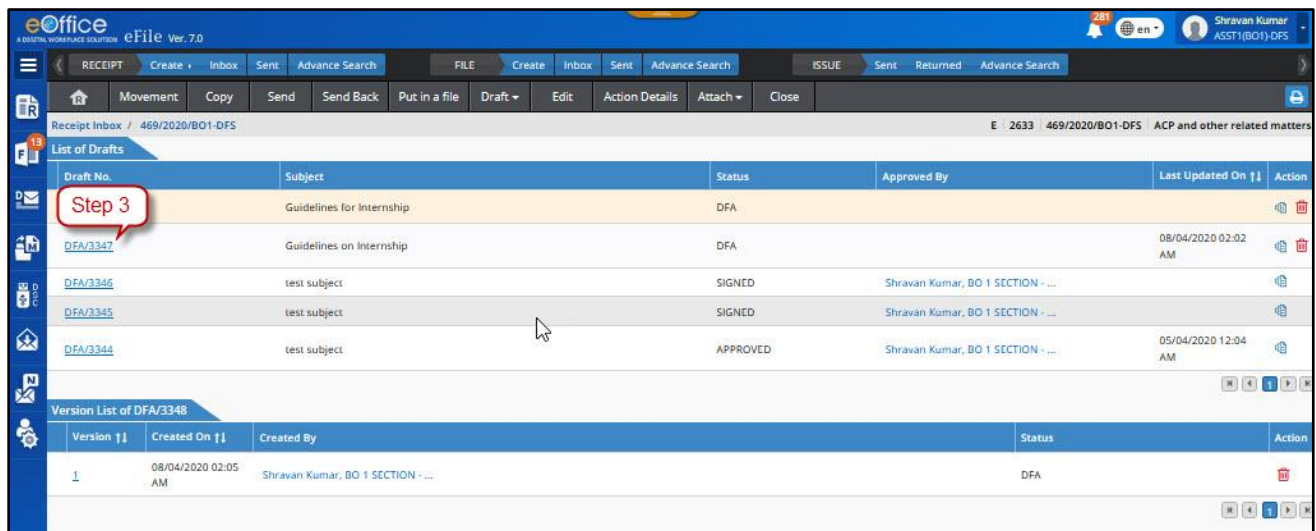 eOffice
A DIGITAL WORKPLACE SOLUTION eFile Ver. 7.0
281
en
Shravan Kumar
ASST1(BO1)-DFS
RECEIPT Create Inbox Sent Advance Search FILE Create Inbox Sent Advance Search ISSUE Sent Returned Advance Search
R Movement Copy Send Send Back Put in a file Draft Edit Action Details Attach Close
Receipt Inbox / 469/2020/BO1-DFS E 2633 469/2020/BO1-DFS ACP and other related matters
13
List of Drafts
Draft No. Subject Status Approved By Last Updated On Action
Step 3
Guidelines for Internship DFA
DFA/3347 Guidelines on Internship DFA 08/04/2020 02:02 AM
DFA/3346 test subject SIGNED Shravan Kumar, BO 1 SECTION - ...
DFA/3345 test subject SIGNED Shravan Kumar, BO 1 SECTION - ...
DFA/3344 test subject APPROVED Shravan Kumar, BO 1 SECTION - ... 05/04/2020 12:04 AM
1
Version List of DFA/3348
Version Created On Created By Status Action
1 08/04/2020 02:05 AM Shravan Kumar, BO 1 SECTION - ... DFA
1